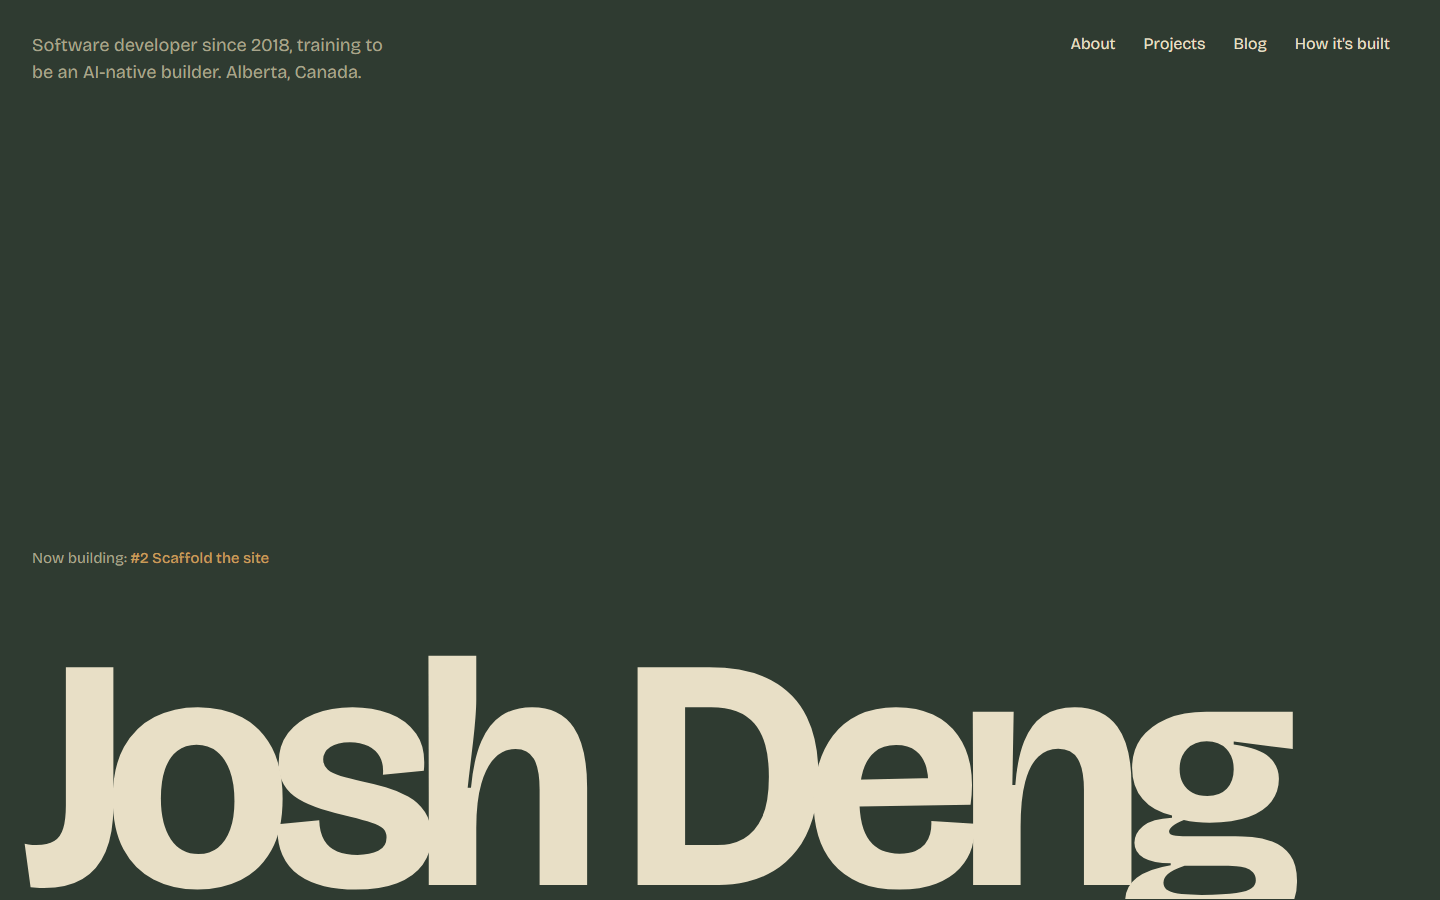 Software developer since 2018, training to
be an AI-native builder. Alberta, Canada.
About Projects Blog How it's built
Now building: #2 Scaffold the site
Josh Deng